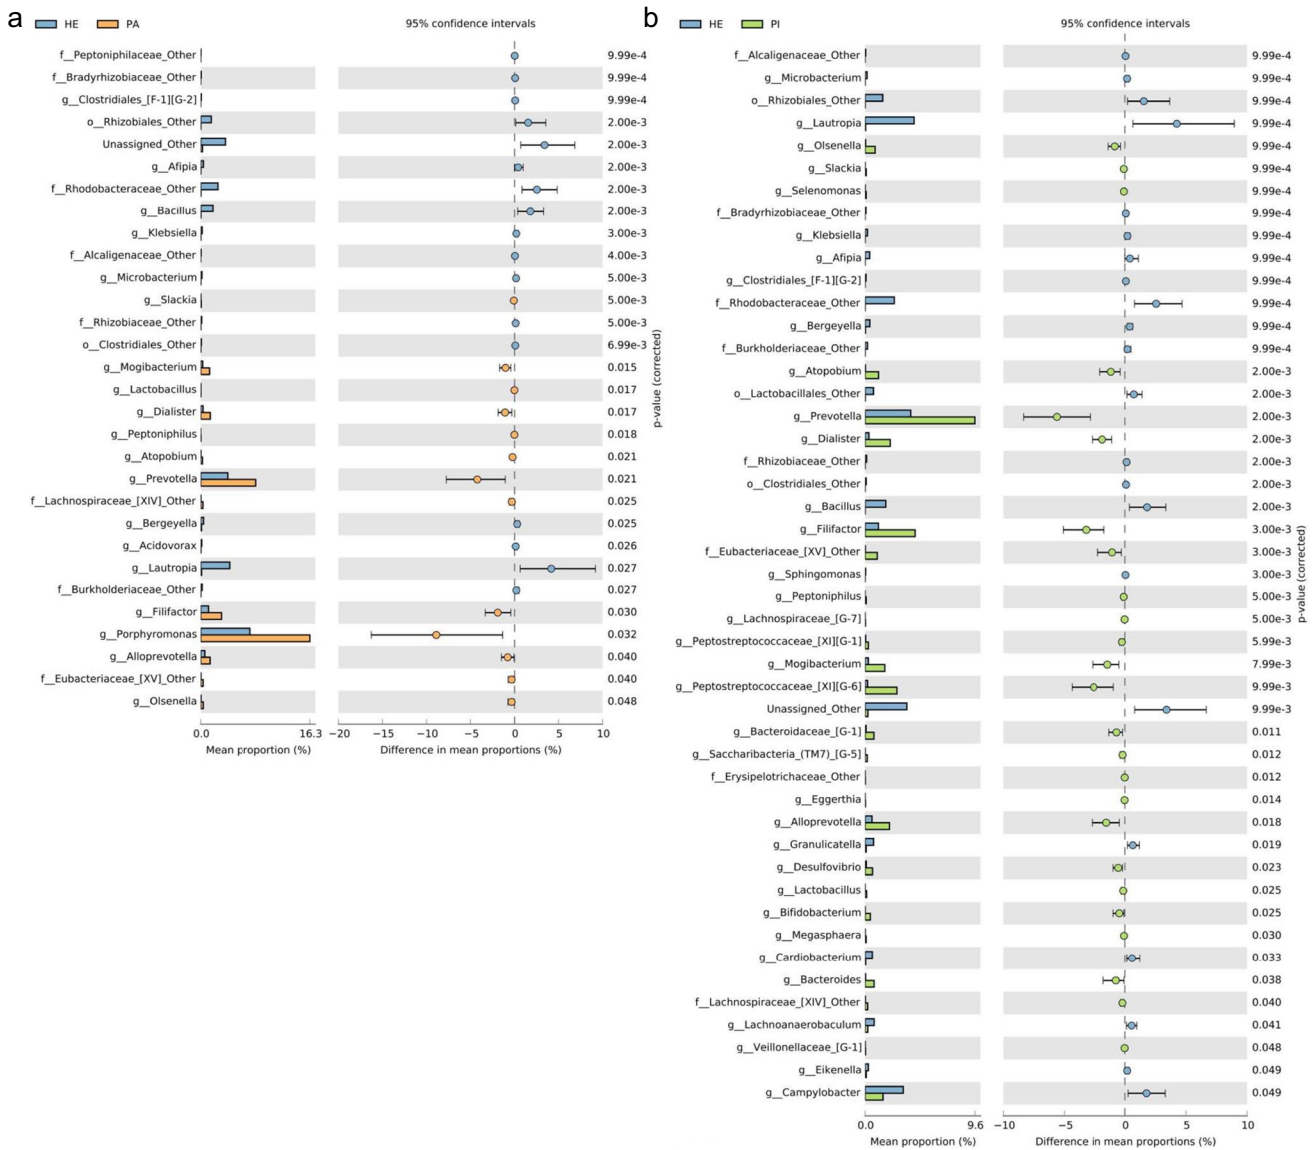 a
HE PA 95% confidence intervals
f__Peptoniphilaceae_Other 9.99e-4
f__Bradyrhizobiaceae_Other 9.99e-4
g__Clostridiales_[F-1][G-2] 9.99e-4
o__Rhizobiales_Other 2.00e-3
Unassigned_Other 2.00e-3
g__Afipia 2.00e-3
f__Rhodobacteraceae_Other 2.00e-3
g__Bacillus 2.00e-3
g__Klebsiella 3.00e-3
f__Alcaligenaceae_Other 4.00e-3
g__Microbacterium 5.00e-3
g__Slackia 5.00e-3
f__Rhizobiaceae_Other 5.00e-3
o__Clostridiales_Other 6.99e-3
g__Mogibacterium 0.015
g__Lactobacillus 0.017
g__Dialister 0.017
g__Peptoniphilus 0.018
g__Atopobium 0.021
g__Prevotella 0.021
f__Lachnospiraceae_[XIV]_Other 0.025
g__Bergeyella 0.025
g__Acidovorax 0.026
g__Lautropia 0.027
f__Burkholderiaceae_Other 0.027
g__Filifactor 0.030
g__Porphyromonas 0.032
g__Alloprevotella 0.040
f__Eubacteriaceae_[XV]_Other 0.040
g__Olsenella 0.048
p-value (corrected)
0.0 16.3 −20 −15 −10 −5 0 5 10
Mean proportion (%) Difference in mean proportions (%)
b
HE PI 95% confidence intervals
f__Alcaligenaceae_Other 9.99e-4
g__Microbacterium 9.99e-4
o__Rhizobiales_Other 9.99e-4
g__Lautropia 9.99e-4
g__Olsenella 9.99e-4
g__Slackia 9.99e-4
g__Selenomonas 9.99e-4
f__Bradyrhizobiaceae_Other 9.99e-4
g__Klebsiella 9.99e-4
g__Afipia 9.99e-4
g__Clostridiales_[F-1][G-2] 9.99e-4
f__Rhodobacteraceae_Other 9.99e-4
g__Bergeyella 9.99e-4
f__Burkholderiaceae_Other 9.99e-4
g__Atopobium 2.00e-3
o__Lactobacillales_Other 2.00e-3
g__Prevotella 2.00e-3
g__Dialister 2.00e-3
f__Rhizobiaceae_Other 2.00e-3
o__Clostridiales_Other 2.00e-3
g__Bacillus 2.00e-3
g__Filifactor 3.00e-3
f__Eubacteriaceae_[XV]_Other 3.00e-3
g__Sphingomonas 3.00e-3
g__Peptoniphilus 5.00e-3
g__Lachnospiraceae_[G-7] 5.00e-3
g__Peptostreptococcaceae_[XI][G-1] 5.99e-3
g__Mogibacterium 7.99e-3
g__Peptostreptococcaceae_[XI][G-6] 9.99e-3
Unassigned_Other 9.99e-3
g__Bacteroidaceae_[G-1] 0.011
g__Saccharibacteria_(TM7)_[G-5] 0.012
f__Erysipelotrichaceae_Other 0.012
g__Eggerthia 0.014
g__Alloprevotella 0.018
g__Granulicatella 0.019
g__Desulfovibrio 0.023
g__Lactobacillus 0.025
g__Bifidobacterium 0.025
g__Megasphaera 0.030
g__Cardiobacterium 0.033
g__Bacteroides 0.038
f__Lachnospiraceae_[XIV]_Other 0.040
g__Lachnoanaerobaculum 0.041
g__Veillonellaceae_[G-1] 0.048
g__Eikenella 0.049
g__Campylobacter 0.049
p-value (corrected)
0.0 9.6 −10 −5 0 5 10
Mean proportion (%) Difference in mean proportions (%)